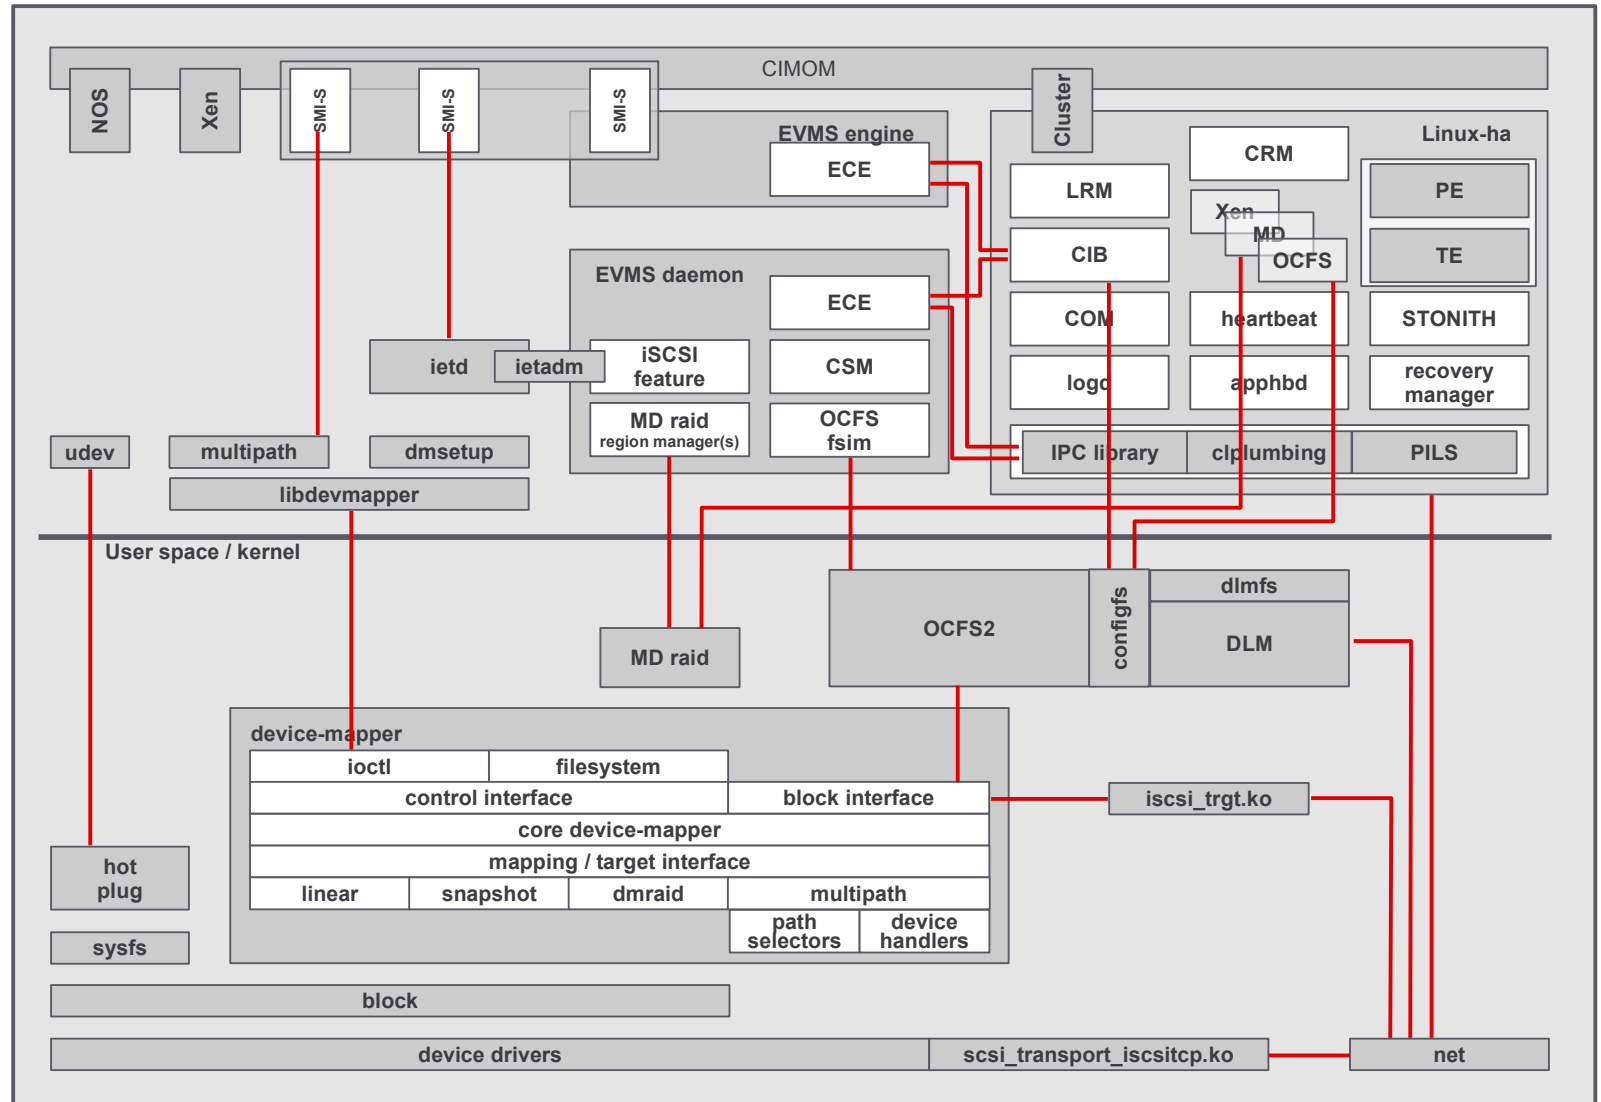 CIMOM
NOS
Xen
SMI-S
SMI-S
SMI-S
Cluster
EVMS engine
ECE
Linux-ha
CRM
LRM
PE
Xen
MD
OCFS
CIB
TE
EVMS daemon
ECE
COM
heartbeat
STONITH
ietd
ietadm
iSCSI
feature
CSM
logd
apphbd
recovery
manager
MD raid
region manager(s)
OCFS
fsim
udev
multipath
dmsetup
IPC library
clplumbing
PILS
libdevmapper
User space / kernel
OCFS2
configfs
dlmfs
DLM
MD raid
device-mapper
ioctl
filesystem
control interface
block interface
iscsi_trgt.ko
core device-mapper
mapping / target interface
hot
plug
linear
snapshot
dmraid
multipath
path
selectors
device
handlers
sysfs
block
device drivers
scsi_transport_iscsitcp.ko
net